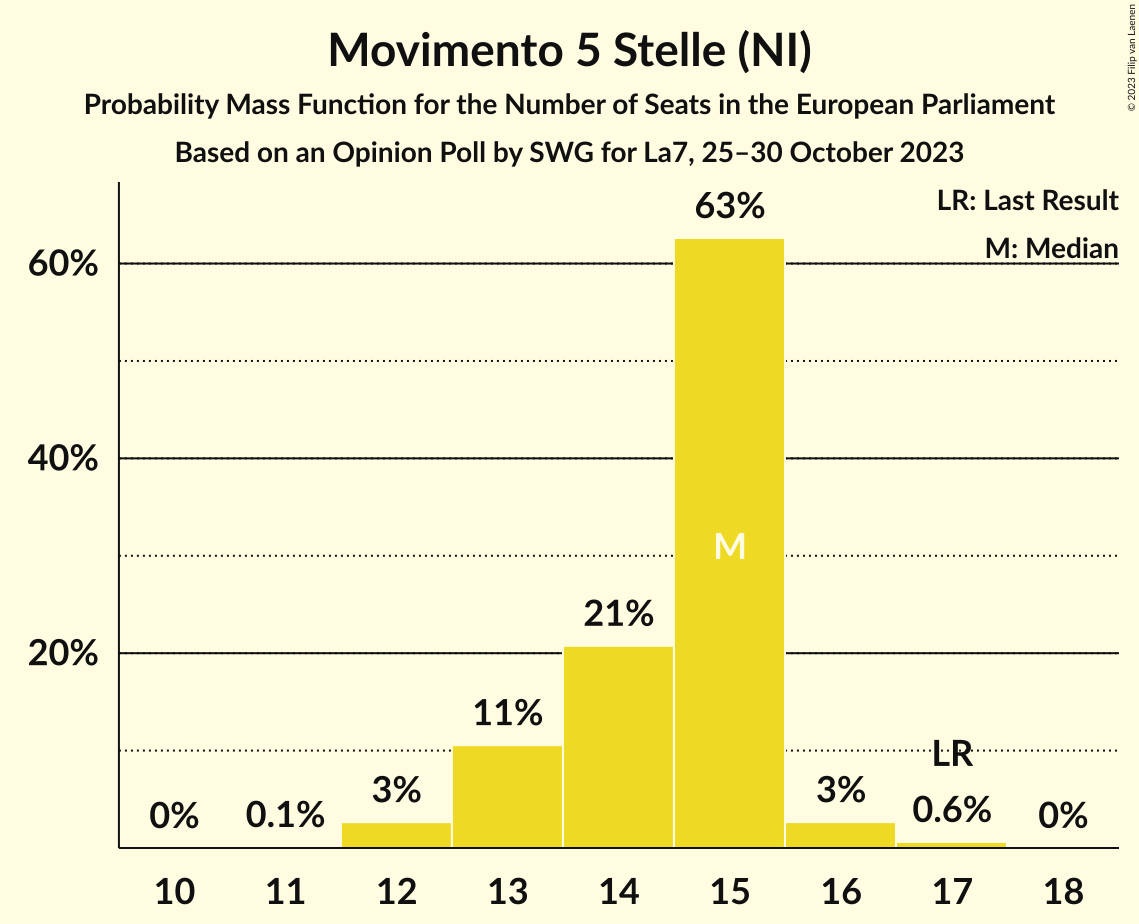 Movimento 5 Stelle (NI)
Probability Mass Function for the Number of Seats in the European Parliament
Based on an Opinion Poll by SWG for La7, 25–30 October 2023
© 2023 Filip van Laenen
LR: Last Result
M: Median
60%
40%
20%
0%
0.1%
3%
11%
21%
63%
M
3%
LR
0.6%
0%
10 11 12 13 14 15 16 17 18